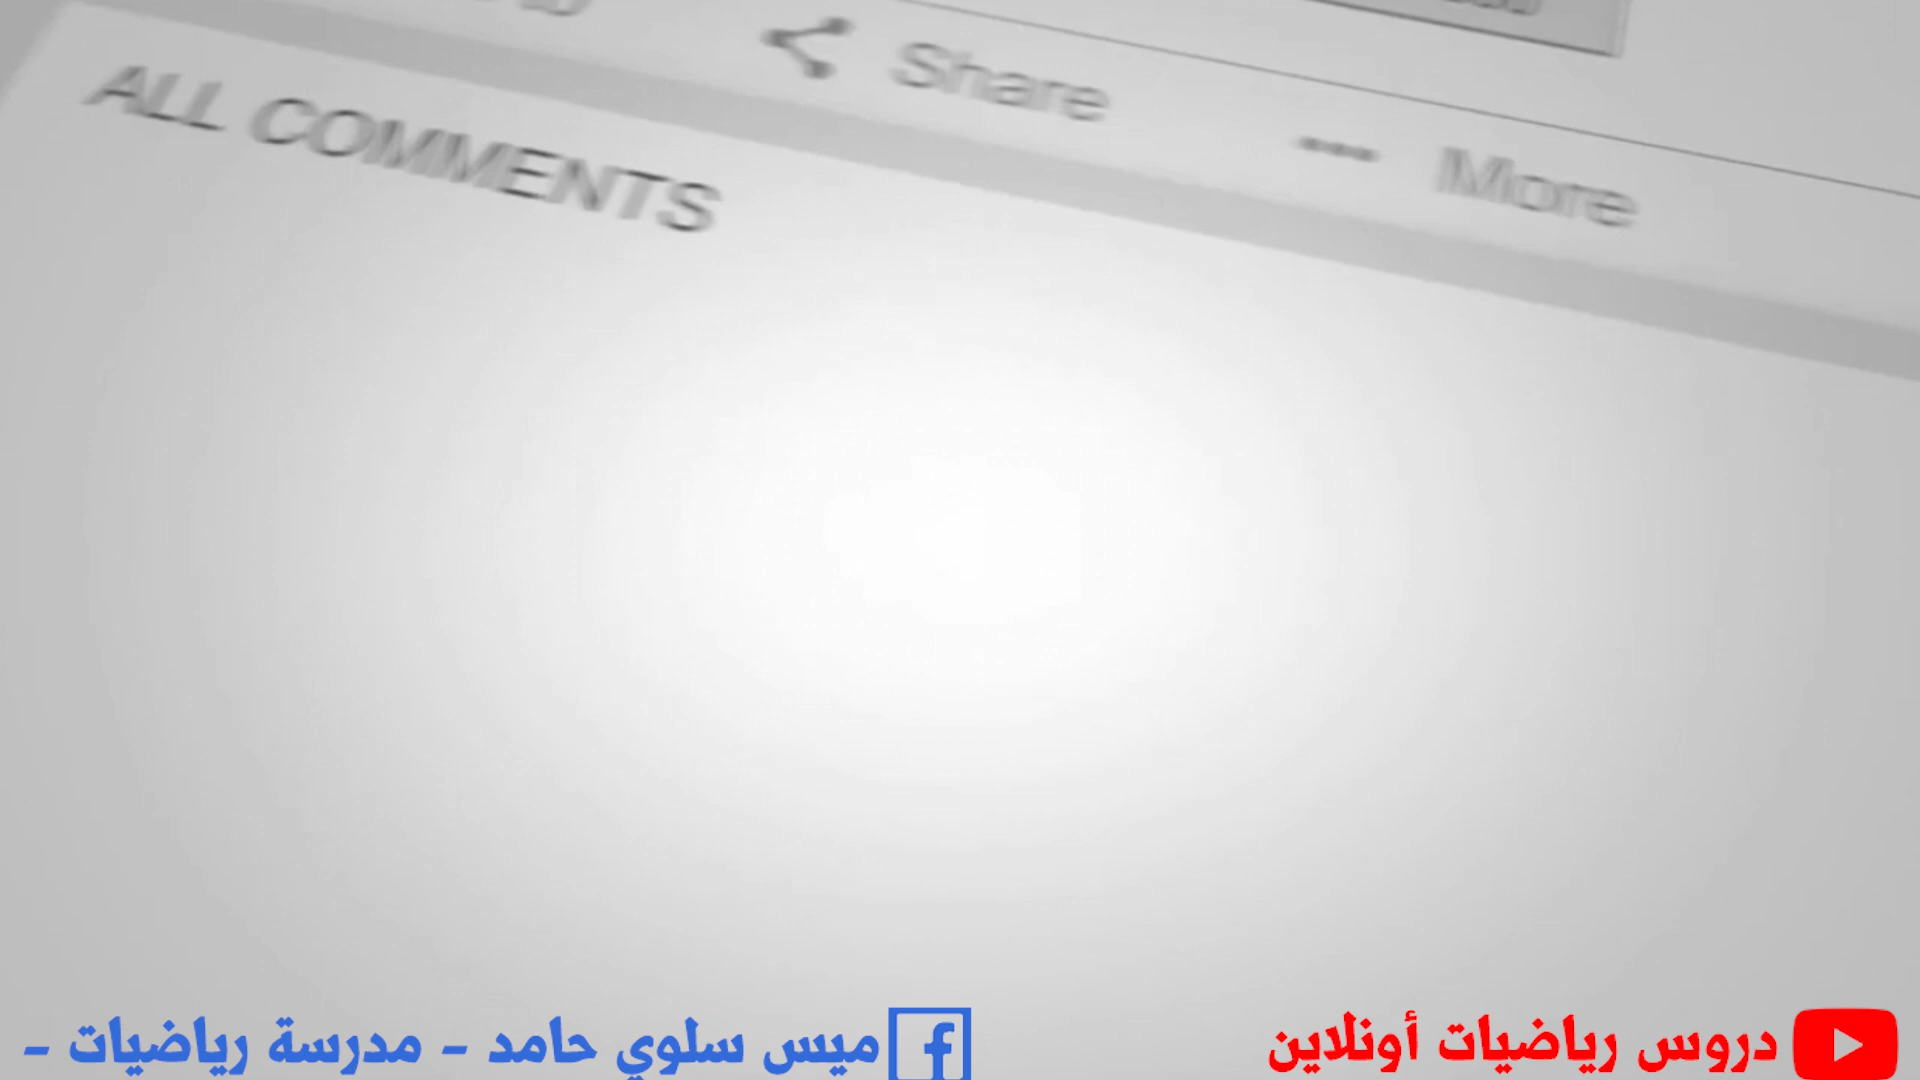 Share
... More
ALL COMMENTS
دروس رياضيات أونلاين
ميس سلوي حامد - مدرسة رياضيات -